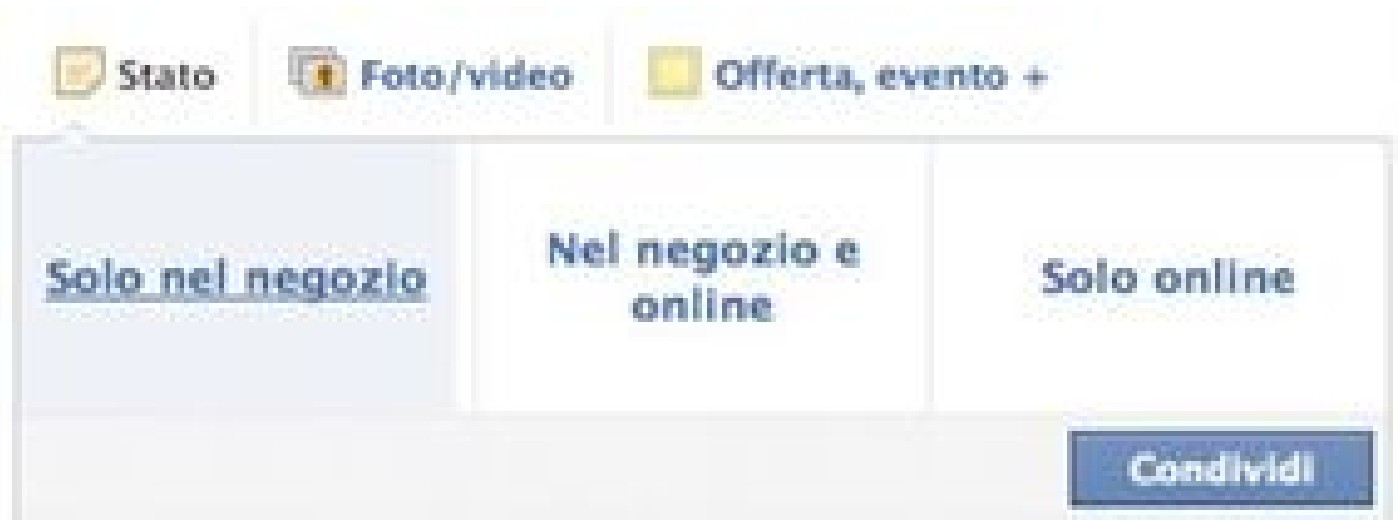 Stato
Foto/video
Offerta, evento +
Solo nel negozio
Nel negozio e
online
Solo online
Condividi